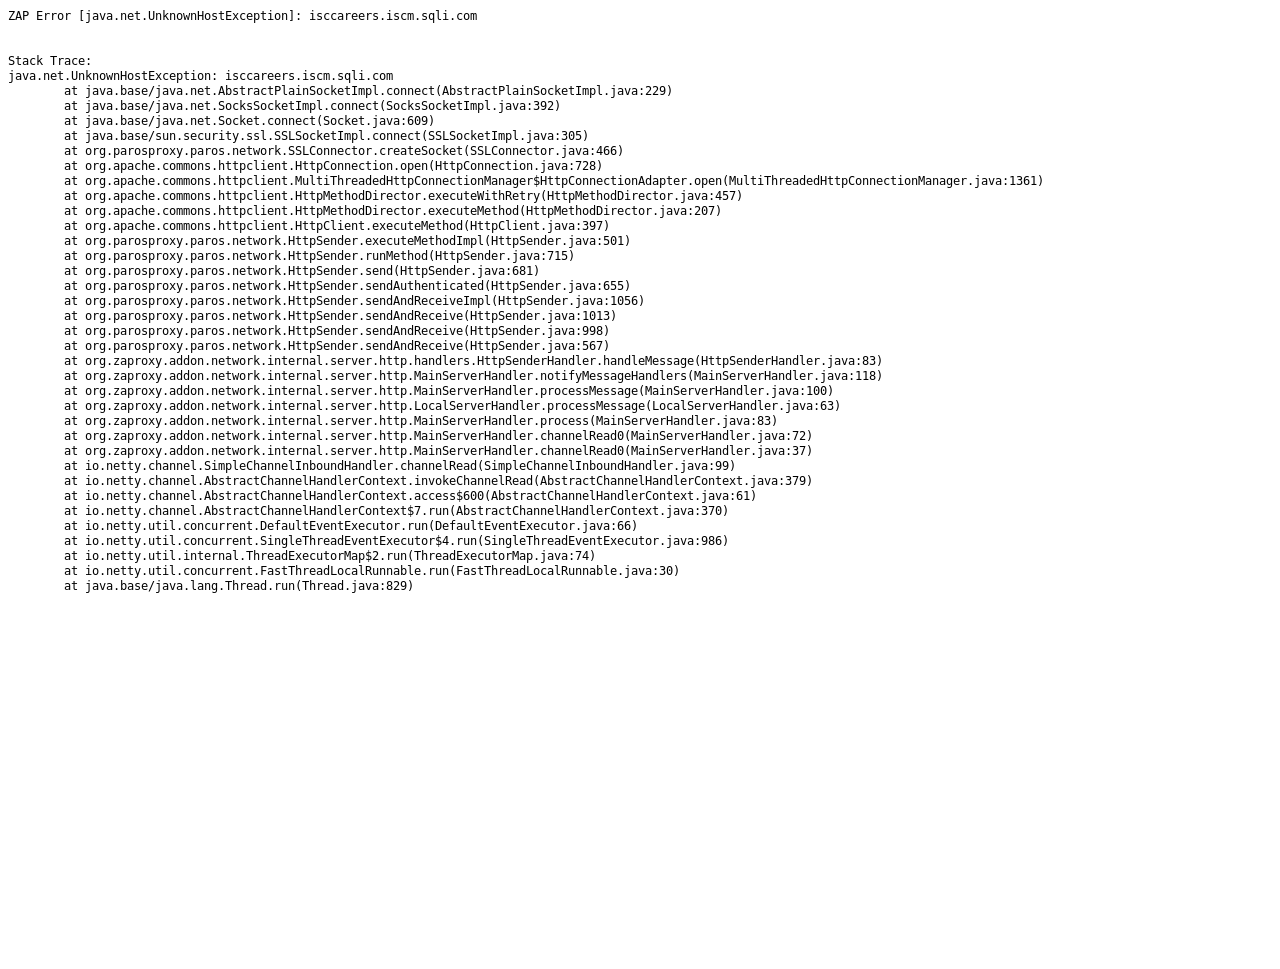 ZAP Error [java.net.UnknownHostException]: isccareers.iscm.sqli.com
Stack Trace:
java.net.UnknownHostException: isccareers.iscm.sqli.com
at java.base/java.net.AbstractPlainSocketImpl.connect(AbstractPlainSocketImpl.java:229)
at java.base/java.net.SocksSocketImpl.connect(SocksSocketImpl.java:392)
at java.base/java.net.Socket.connect(Socket.java:609)
at java.base/sun.security.ssl.SSLSocketImpl.connect(SSLSocketImpl.java:305)
at org.parosproxy.paros.network.SSLConnector.createSocket(SSLConnector.java:466)
at org.apache.commons.httpclient.HttpConnection.open(HttpConnection.java:728)
at org.apache.commons.httpclient.MultiThreadedHttpConnectionManager$HttpConnectionAdapter.open(MultiThreadedHttpConnectionManager.java:1361)
at org.apache.commons.httpclient.HttpMethodDirector.executeWithRetry(HttpMethodDirector.java:457)
at org.apache.commons.httpclient.HttpMethodDirector.executeMethod(HttpMethodDirector.java:207)
at org.apache.commons.httpclient.HttpClient.executeMethod(HttpClient.java:397)
at org.parosproxy.paros.network.HttpSender.executeMethodImpl(HttpSender.java:501)
at org.parosproxy.paros.network.HttpSender.runMethod(HttpSender.java:715)
at org.parosproxy.paros.network.HttpSender.send(HttpSender.java:681)
at org.parosproxy.paros.network.HttpSender.sendAuthenticated(HttpSender.java:655)
at org.parosproxy.paros.network.HttpSender.sendAndReceiveImpl(HttpSender.java:1056)
at org.parosproxy.paros.network.HttpSender.sendAndReceive(HttpSender.java:1013)
at org.parosproxy.paros.network.HttpSender.sendAndReceive(HttpSender.java:998)
at org.parosproxy.paros.network.HttpSender.sendAndReceive(HttpSender.java:567)
at org.zaproxy.addon.network.internal.server.http.handlers.HttpSenderHandler.handleMessage(HttpSenderHandler.java:83)
at org.zaproxy.addon.network.internal.server.http.MainServerHandler.notifyMessageHandlers(MainServerHandler.java:118)
at org.zaproxy.addon.network.internal.server.http.MainServerHandler.processMessage(MainServerHandler.java:100)
at org.zaproxy.addon.network.internal.server.http.LocalServerHandler.processMessage(LocalServerHandler.java:63)
at org.zaproxy.addon.network.internal.server.http.MainServerHandler.process(MainServerHandler.java:83)
at org.zaproxy.addon.network.internal.server.http.MainServerHandler.channelRead0(MainServerHandler.java:72)
at org.zaproxy.addon.network.internal.server.http.MainServerHandler.channelRead0(MainServerHandler.java:37)
at io.netty.channel.SimpleChannelInboundHandler.channelRead(SimpleChannelInboundHandler.java:99)
at io.netty.channel.AbstractChannelHandlerContext.invokeChannelRead(AbstractChannelHandlerContext.java:379)
at io.netty.channel.AbstractChannelHandlerContext.access$600(AbstractChannelHandlerContext.java:61)
at io.netty.channel.AbstractChannelHandlerContext$7.run(AbstractChannelHandlerContext.java:370)
at io.netty.util.concurrent.DefaultEventExecutor.run(DefaultEventExecutor.java:66)
at io.netty.util.concurrent.SingleThreadEventExecutor$4.run(SingleThreadEventExecutor.java:986)
at io.netty.util.internal.ThreadExecutorMap$2.run(ThreadExecutorMap.java:74)
at io.netty.util.concurrent.FastThreadLocalRunnable.run(FastThreadLocalRunnable.java:30)
at java.base/java.lang.Thread.run(Thread.java:829)